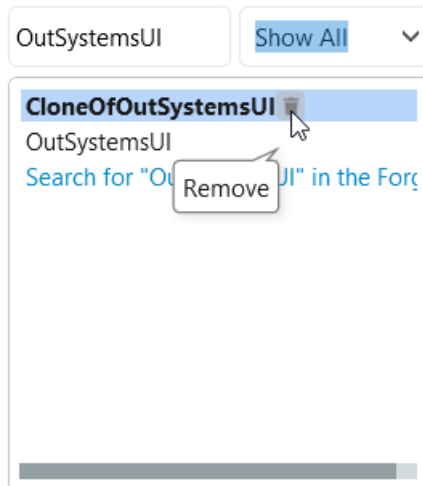 OutSystemsUI
Show All
CloneOfOutSystemsUI
OutSystemsUI
Search for "Ou UI" in the Forg
Remove